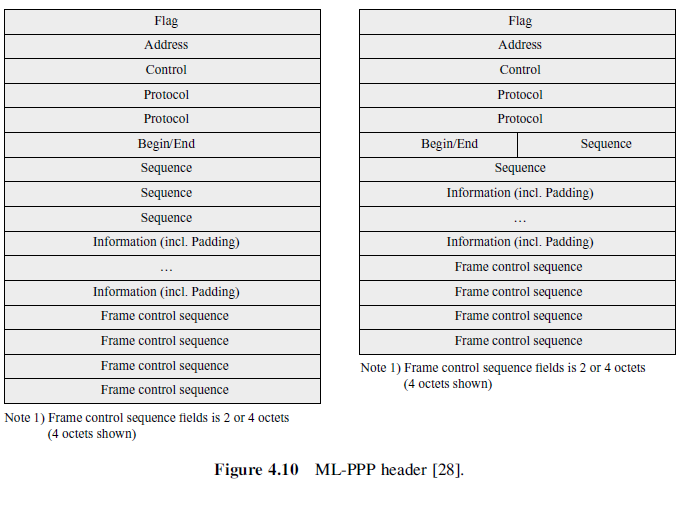 Flag
Address
Control
Protocol
Protocol
Begin/End
Sequence
Sequence
Sequence
Information (incl. Padding)
...
Information (incl. Padding)
Frame control sequence
Frame control sequence
Frame control sequence
Frame control sequence
Note 1) Frame control sequence fields is 2 or 4 octets
(4 octets shown)
Flag
Address
Control
Protocol
Protocol
Begin/End Sequence
Sequence
Information (incl. Padding)
...
Information (incl. Padding)
Frame control sequence
Frame control sequence
Frame control sequence
Frame control sequence
Note 1) Frame control sequence fields is 2 or 4 octets
(4 octets shown)
Figure 4.10 ML-PPP header [28].